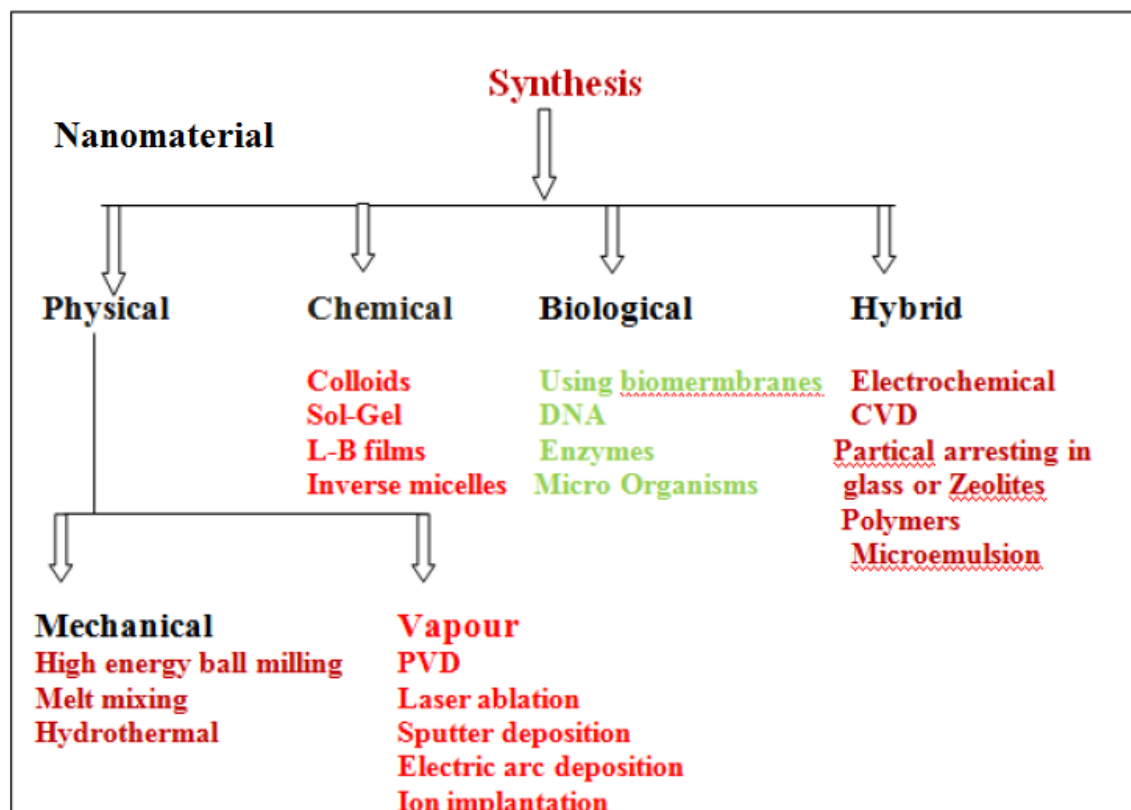 Synthesis
Nanomaterial
Physical
Chemical
Biological
Hybrid
Colloids
Sol-Gel
L-B films
Inverse micelles
Using biomermbranes
DNA
Enzymes
Micro Organisms
Electrochemical
CVD
Partical arresting in
glass or Zeolites
Polymers
Microemulsion
Mechanical
High energy ball milling
Melt mixing
Hydrothermal
Vapour
PVD
Laser ablation
Sputter deposition
Electric arc deposition
Ion implantation